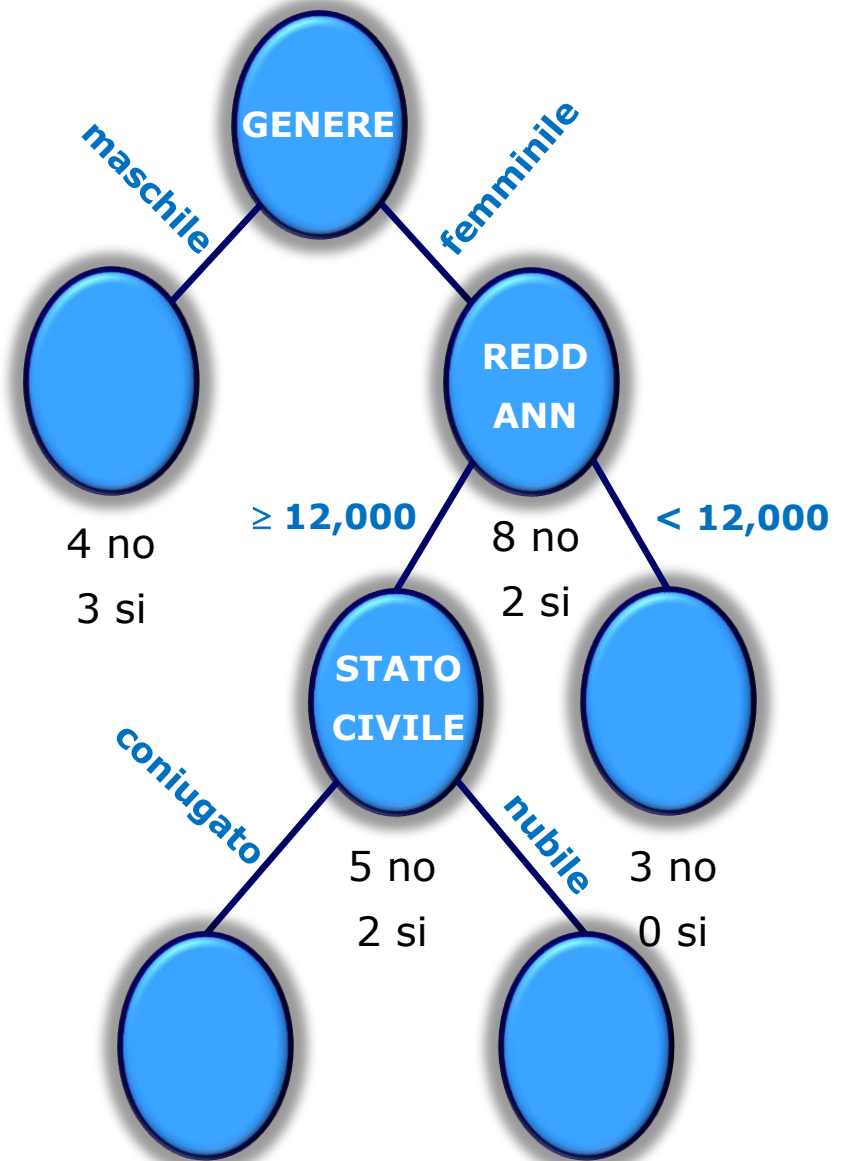 GENERE
maschile
femminile
REDD
ANN
4 no
3 si
≥ 12,000
8 no
2 si
< 12,000
STATO
CIVILE
coniugato
5 no
2 si
nubile
3 no
0 si